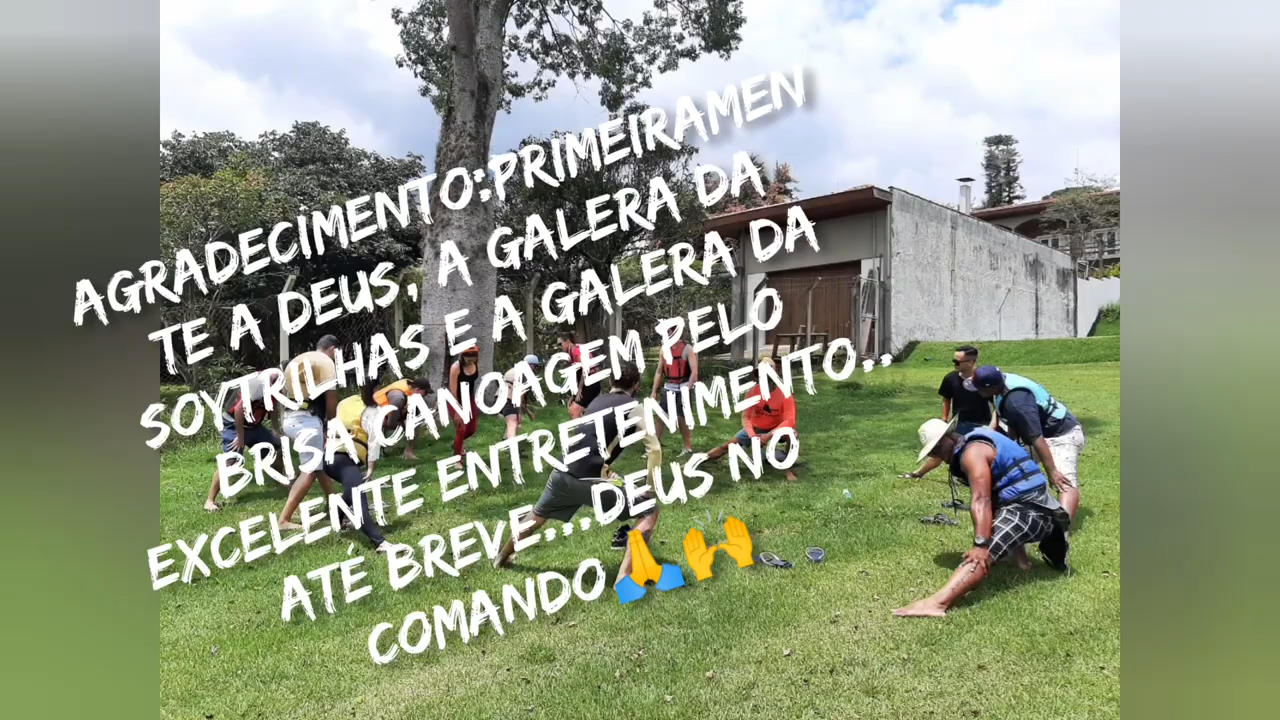 AGRADECIMENTO:PRIMEIRAMEN
TE A DEUS, A GALERA DA
SOYTRILHAS E A GALERA DA
BRISA CANOAGEM PELO
EXCELENTE ENTRETENIMENTO..
ATÉ BREVE...DEUS NO
COMANDO🙏🙌